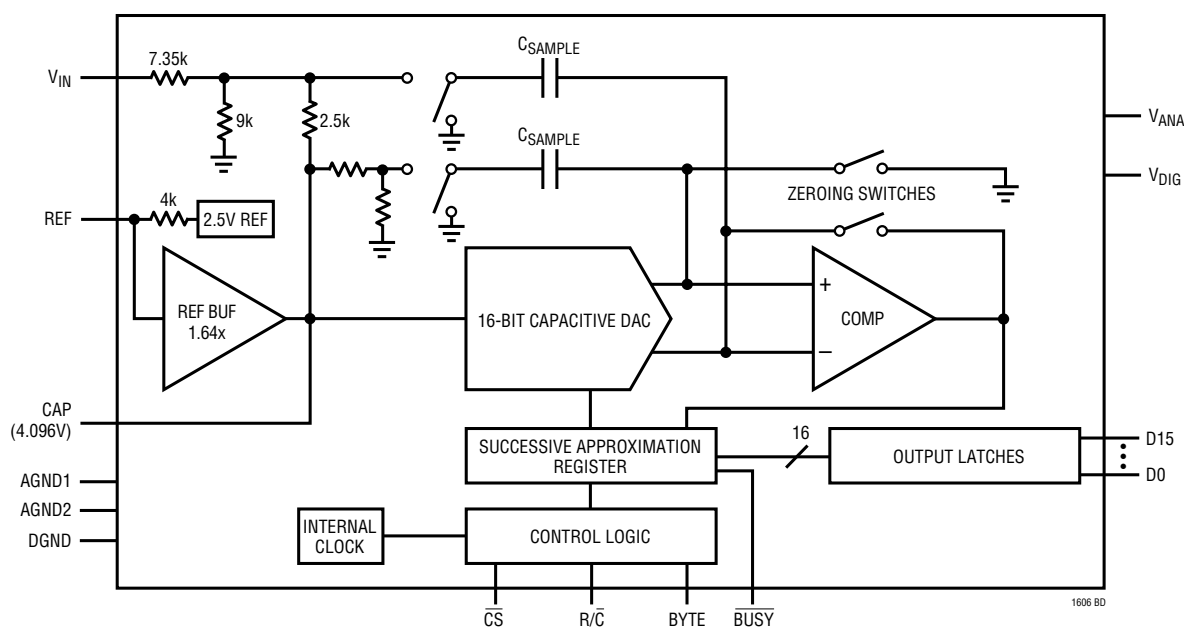 7.35k
C_SAMPLE
V_IN
9k
2.5k
V_ANA
C_SAMPLE
ZEROING SWITCHES
V_DIG
4k
REF
2.5V REF
REF BUF
1.64x
16-BIT CAPACITIVE DAC
+
COMP
−
CAP
(4.096V)
SUCCESSIVE APPROXIMATION
REGISTER
16
OUTPUT LATCHES
D15
D0
AGND1
AGND2
DGND
INTERNAL
CLOCK
CONTROL LOGIC
1606 BD
C̅S̅
R/C̅
BYTE
B̅U̅S̅Y̅